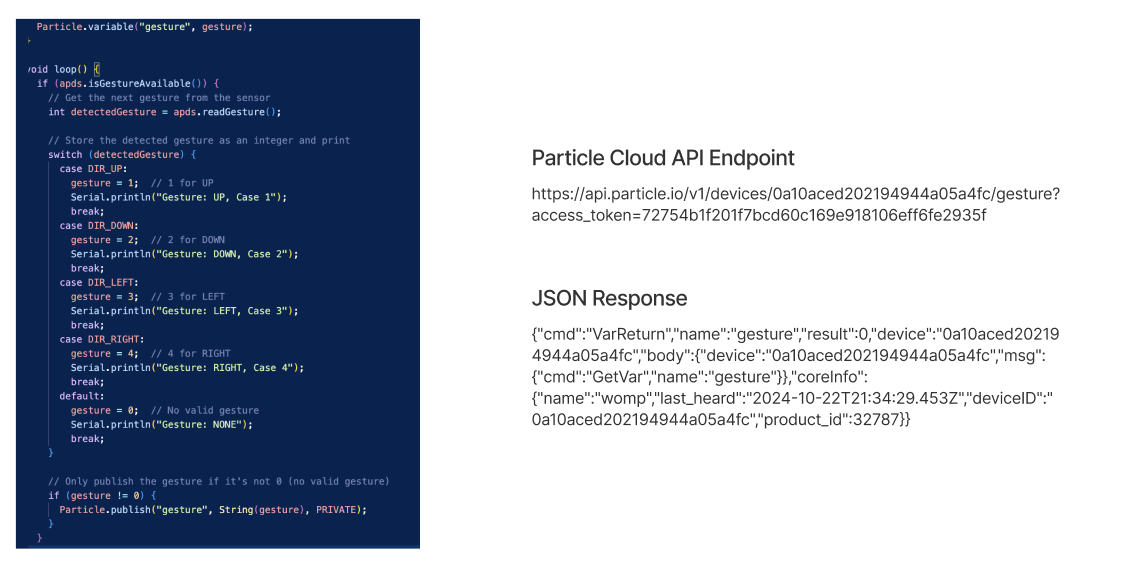 Particle.variable("gesture", gesture);
}
void loop() {
if (apds.isGestureAvailable()) {
// Get the next gesture from the sensor
int detectedGesture = apds.readGesture();
// Store the detected gesture as an integer and print
switch (detectedGesture) {
case DIR_UP:
gesture = 1;  // 1 for UP
Serial.println("Gesture: UP, Case 1");
break;
case DIR_DOWN:
gesture = 2;  // 2 for DOWN
Serial.println("Gesture: DOWN, Case 2");
break;
case DIR_LEFT:
gesture = 3;  // 3 for LEFT
Serial.println("Gesture: LEFT, Case 3");
break;
case DIR_RIGHT:
gesture = 4;  // 4 for RIGHT
Serial.println("Gesture: RIGHT, Case 4");
break;
default:
gesture = 0;  // No valid gesture
Serial.println("Gesture: NONE");
break;
}
// Only publish the gesture if it's not 0 (no valid gesture)
if (gesture != 0) {
Particle.publish("gesture", String(gesture), PRIVATE);
}
}
Particle Cloud API Endpoint
https://api.particle.io/v1/devices/0a10aced202194944a05a4fc/gesture?
access_token=72754b1f201f7bcd60c169e918106eff6fe2935f
JSON Response
{"cmd":"VarReturn","name":"gesture","result":0,"device":"0a10aced20219
4944a05a4fc","body":{"device":"0a10aced202194944a05a4fc","msg":
{"cmd":"GetVar","name":"gesture"}},"coreInfo":
{"name":"womp","last_heard":"2024-10-22T21:34:29.453Z","deviceID":"
0a10aced202194944a05a4fc","product_id":32787}}